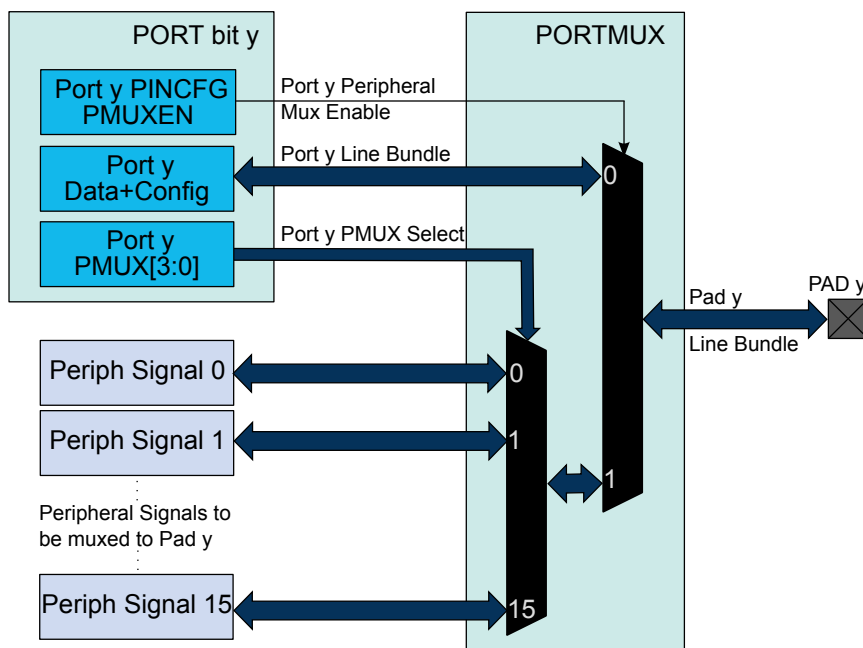 PORT bit y
PORTMUX
Port y PINCFG
PMUXEN
Port y Peripheral
Mux Enable
Port y
Data+Config
Port y Line Bundle
0
Port y
PMUX[3:0]
Port y PMUX Select
Pad y
Line Bundle
PAD y
Periph Signal 0
0
Periph Signal 1
1
1
Peripheral Signals to
be muxed to Pad y
Periph Signal 15
15